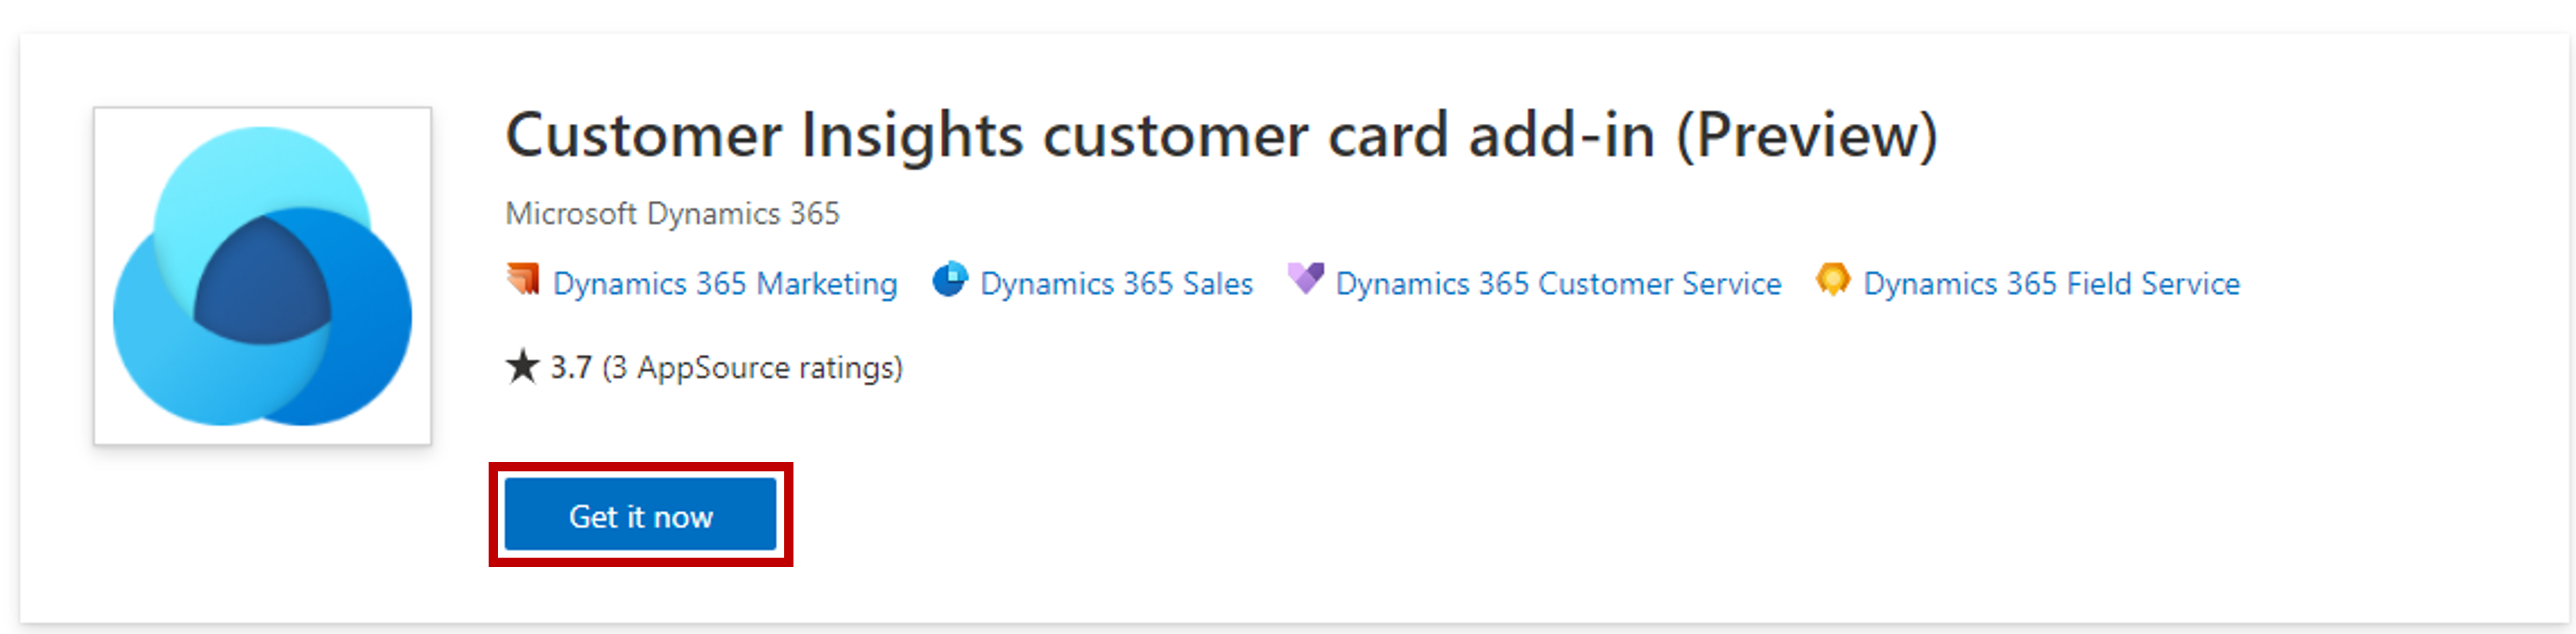 Customer Insights customer card add-in (Preview)
Microsoft Dynamics 365
Dynamics 365 Marketing Dynamics 365 Sales Dynamics 365 Customer Service Dynamics 365 Field Service
★ 3.7 (3 AppSource ratings)
Get it now